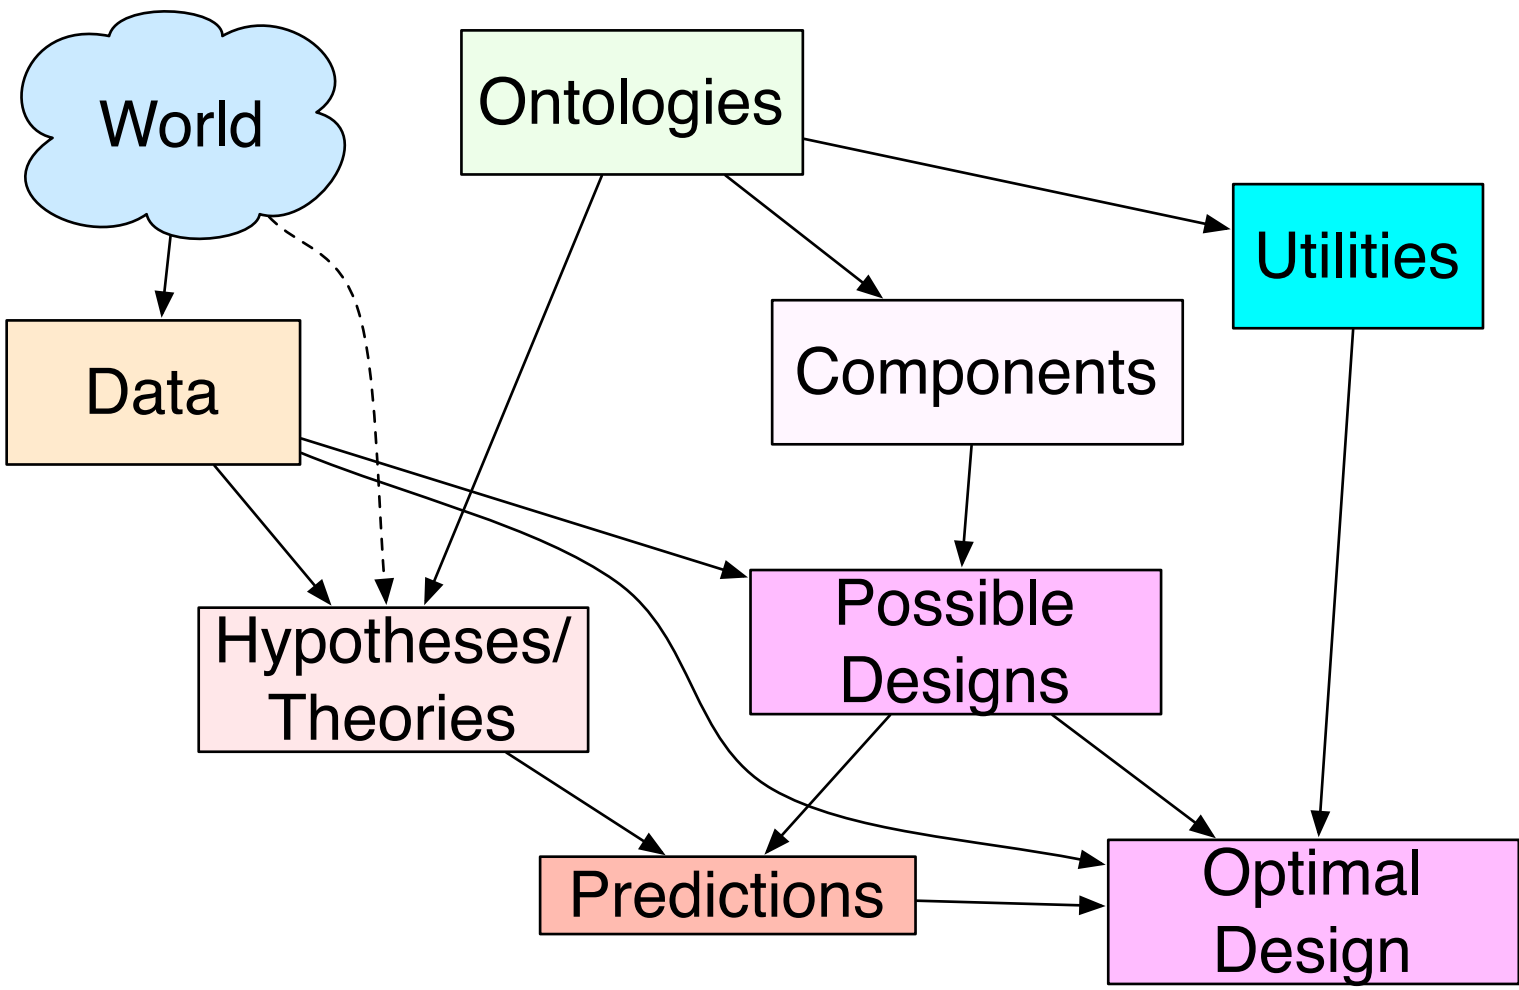 World
Ontologies
Utilities
Components
Data
Possible
Designs
Hypotheses/
Theories
Predictions
Optimal
Design